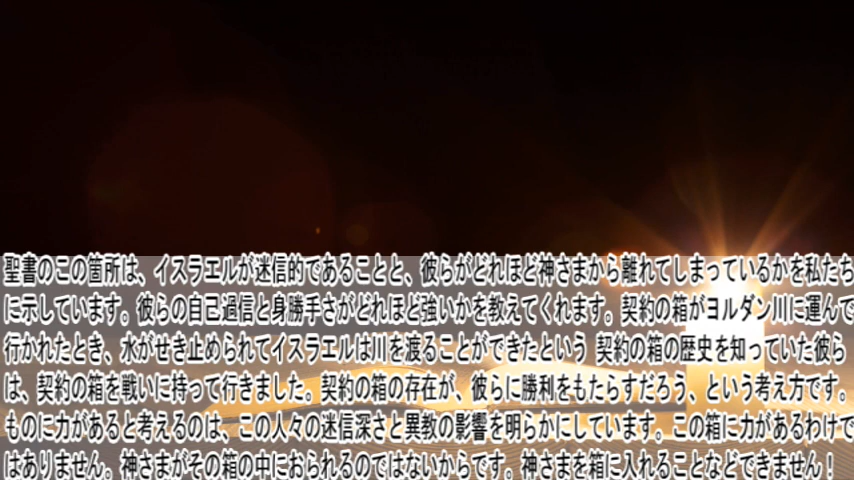 聖書のこの箇所は、イスラエルが迷信的であることと、彼らがどれほど神さまから離れてしまっているかを私たち
に示しています。彼らの自己過信と身勝手さがどれほど強いかを教えてくれます。契約の箱がヨルダン川に運んで
行かれたとき、水がせき止められてイスラエルは川を渡ることができたという 契約の箱の歴史を知っていた彼ら
は、契約の箱を戦いに持って行きました。契約の箱の存在が、彼らに勝利をもたらすだろう、という考え方です。
ものに力があると考えるのは、この人々の迷信深さと異教の影響を明らかにしています。この箱に力があるわけで
はありません。神さまがその箱の中におられるのではないからです。神さまを箱に入れることなどできません！